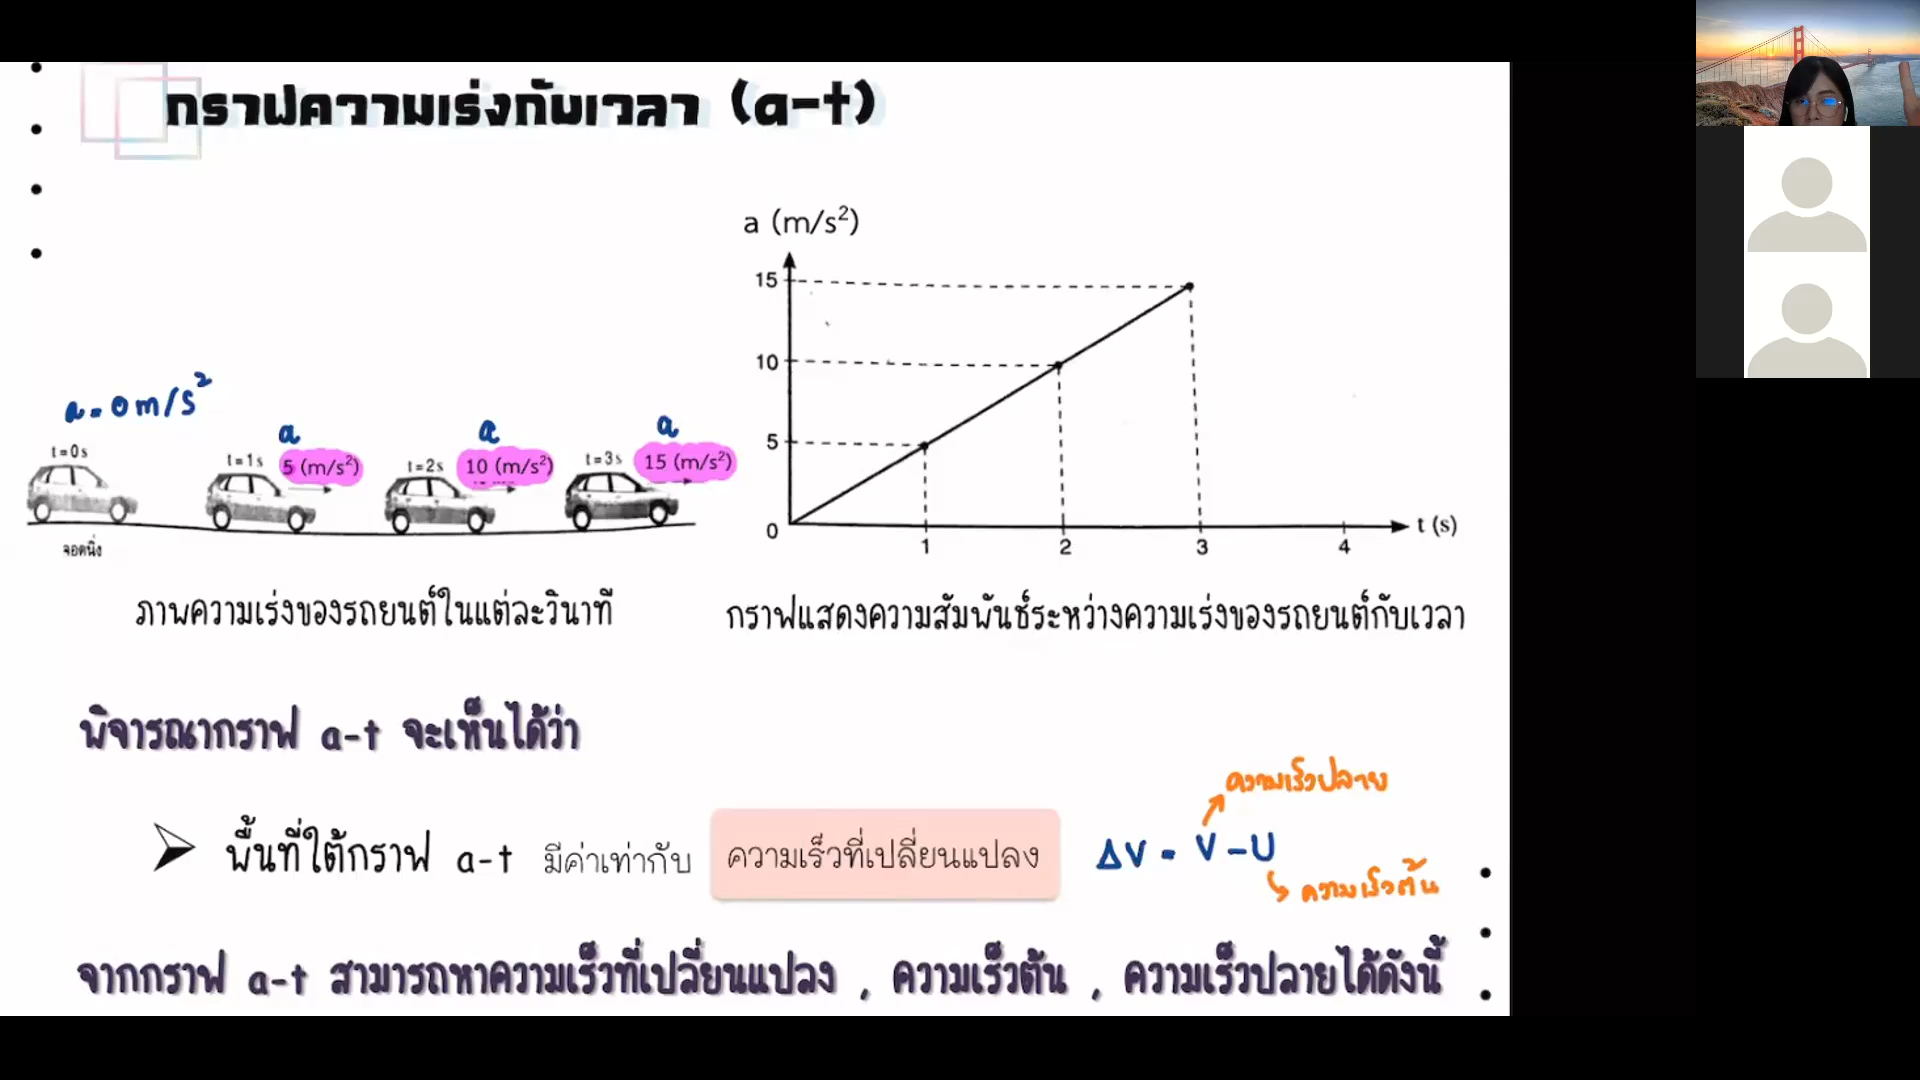 กราฟความเร่งกับเวลา (a-t)
a = 0 m/s²
t=0s
จอดนิ่ง
t=1s
a
5 (m/s²)
t=2s
a
10 (m/s²)
t=3s
a
15 (m/s²)
ภาพความเร่งของรถยนต์ในแต่ละวินาที
a (m/s²)
15
10
5
0
1
2
3
4
t (s)
กราฟแสดงความสัมพันธ์ระหว่างความเร่งของรถยนต์กับเวลา
พิจารณากราฟ a-t จะเห็นได้ว่า
พื้นที่ใต้กราฟ a-t มีค่าเท่ากับ ความเร็วที่เปลี่ยนแปลง
ความเร็วปลาย
ΔV = V - U
ความเร็วต้น
จากกราฟ a-t สามารถหาความเร็วที่เปลี่ยนแปลง , ความเร็วต้น , ความเร็วปลายได้ดังนี้